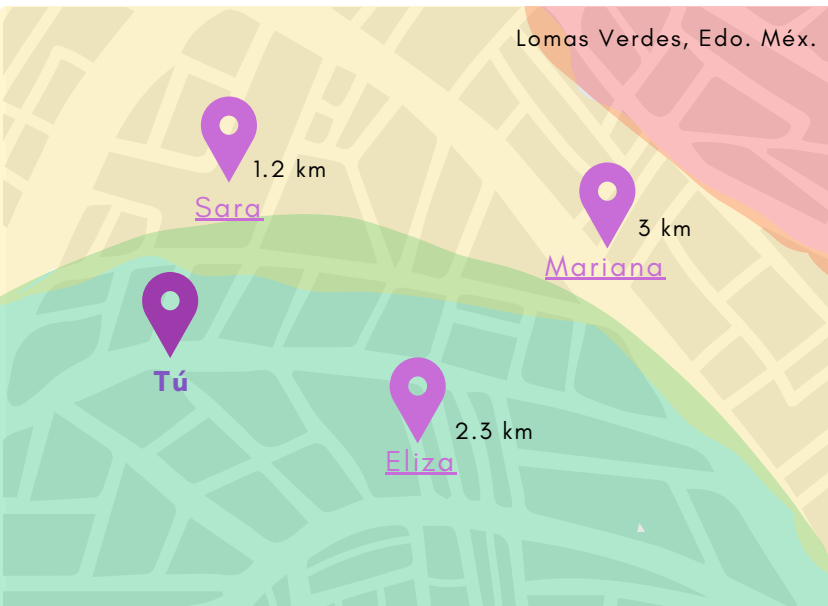 Lomas Verdes, Edo. Méx.
1.2 km
Sara
3 km
Mariana
Tú
2.3 km
Eliza